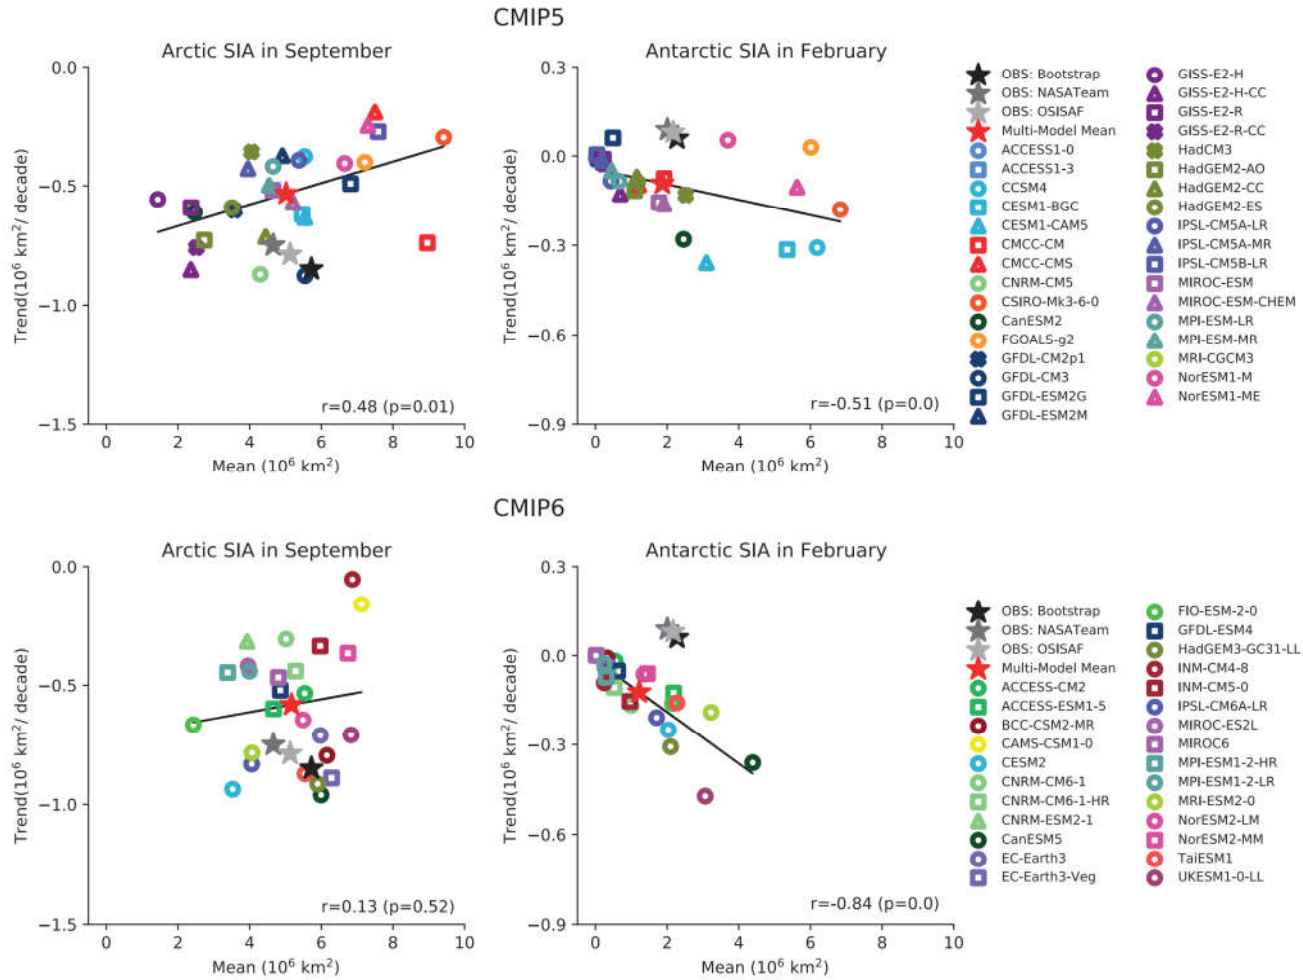 CMIP5
Arctic SIA in September
Antarctic SIA in February
0.0
−0.5
−1.0
−1.5
Trend(10⁶ km²/ decade)
r=0.48 (p=0.01)
0 2 4 6 8 10
Mean (10⁶ km²)
0.3
0.0
−0.3
−0.6
−0.9
Trend(10⁶ km²/ decade)
r=-0.51 (p=0.0)
0 2 4 6 8 10
Mean (10⁶ km²)
OBS: Bootstrap
OBS: NASATeam
OBS: OSISAF
Multi-Model Mean
ACCESS1-0
ACCESS1-3
CCSM4
CESM1-BGC
CESM1-CAM5
CMCC-CM
CMCC-CMS
CNRM-CM5
CSIRO-Mk3-6-0
CanESM2
FGOALS-g2
GFDL-CM2p1
GFDL-CM3
GFDL-ESM2G
GFDL-ESM2M
GISS-E2-H
GISS-E2-H-CC
GISS-E2-R
GISS-E2-R-CC
HadCM3
HadGEM2-AO
HadGEM2-CC
HadGEM2-ES
IPSL-CM5A-LR
IPSL-CM5A-MR
IPSL-CM5B-LR
MIROC-ESM
MIROC-ESM-CHEM
MPI-ESM-LR
MPI-ESM-MR
MRI-CGCM3
NorESM1-M
NorESM1-ME
CMIP6
Arctic SIA in September
Antarctic SIA in February
0.0
−0.5
−1.0
−1.5
Trend(10⁶ km²/ decade)
r=0.13 (p=0.52)
0 2 4 6 8 10
Mean (10⁶ km²)
0.3
0.0
−0.3
−0.6
−0.9
Trend(10⁶ km²/ decade)
r=-0.84 (p=0.0)
0 2 4 6 8 10
Mean (10⁶ km²)
OBS: Bootstrap
OBS: NASATeam
OBS: OSISAF
Multi-Model Mean
ACCESS-CM2
ACCESS-ESM1-5
BCC-CSM2-MR
CAMS-CSM1-0
CESM2
CNRM-CM6-1
CNRM-CM6-1-HR
CNRM-ESM2-1
CanESM5
EC-Earth3
EC-Earth3-Veg
FIO-ESM-2-0
GFDL-ESM4
HadGEM3-GC31-LL
INM-CM4-8
INM-CM5-0
IPSL-CM6A-LR
MIROC-ES2L
MIROC6
MPI-ESM1-2-HR
MPI-ESM1-2-LR
MRI-ESM2-0
NorESM2-LM
NorESM2-MM
TaiESM1
UKESM1-0-LL